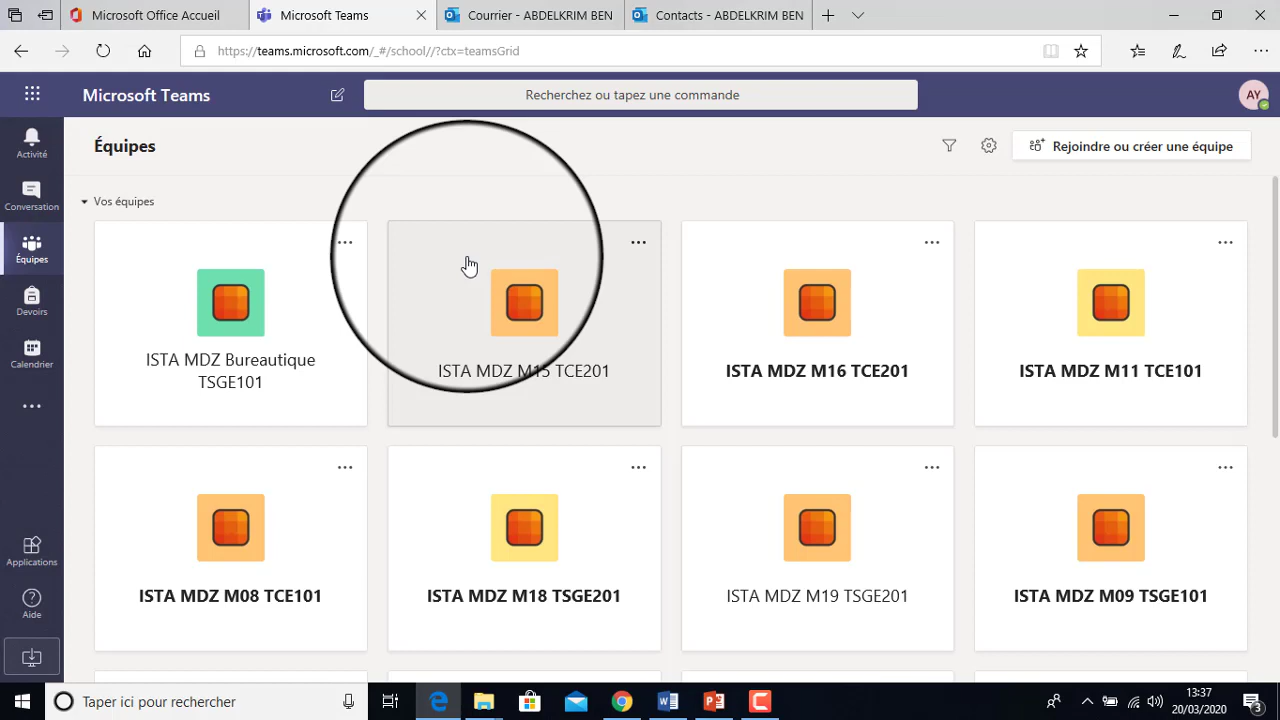 Microsoft Office Accueil
Microsoft Teams
Courrier - ABDELKRIM BEN
Contacts - ABDELKRIM BEN
https://teams.microsoft.com/_#/school//?ctx=teamsGrid
Microsoft Teams
Recherchez ou tapez une commande
AY
Activité
Conversation
Équipes
Devoirs
Calendrier
Applications
Aide
Équipes
Rejoindre ou créer une équipe
Vos équipes
ISTA MDZ Bureautique
TSGE101
ISTA MDZ M15 TCE201
ISTA MDZ M16 TCE201
ISTA MDZ M11 TCE101
ISTA MDZ M08 TCE101
ISTA MDZ M18 TSGE201
ISTA MDZ M19 TSGE201
ISTA MDZ M09 TSGE101
Taper ici pour rechercher
13:37
20/03/2020
3